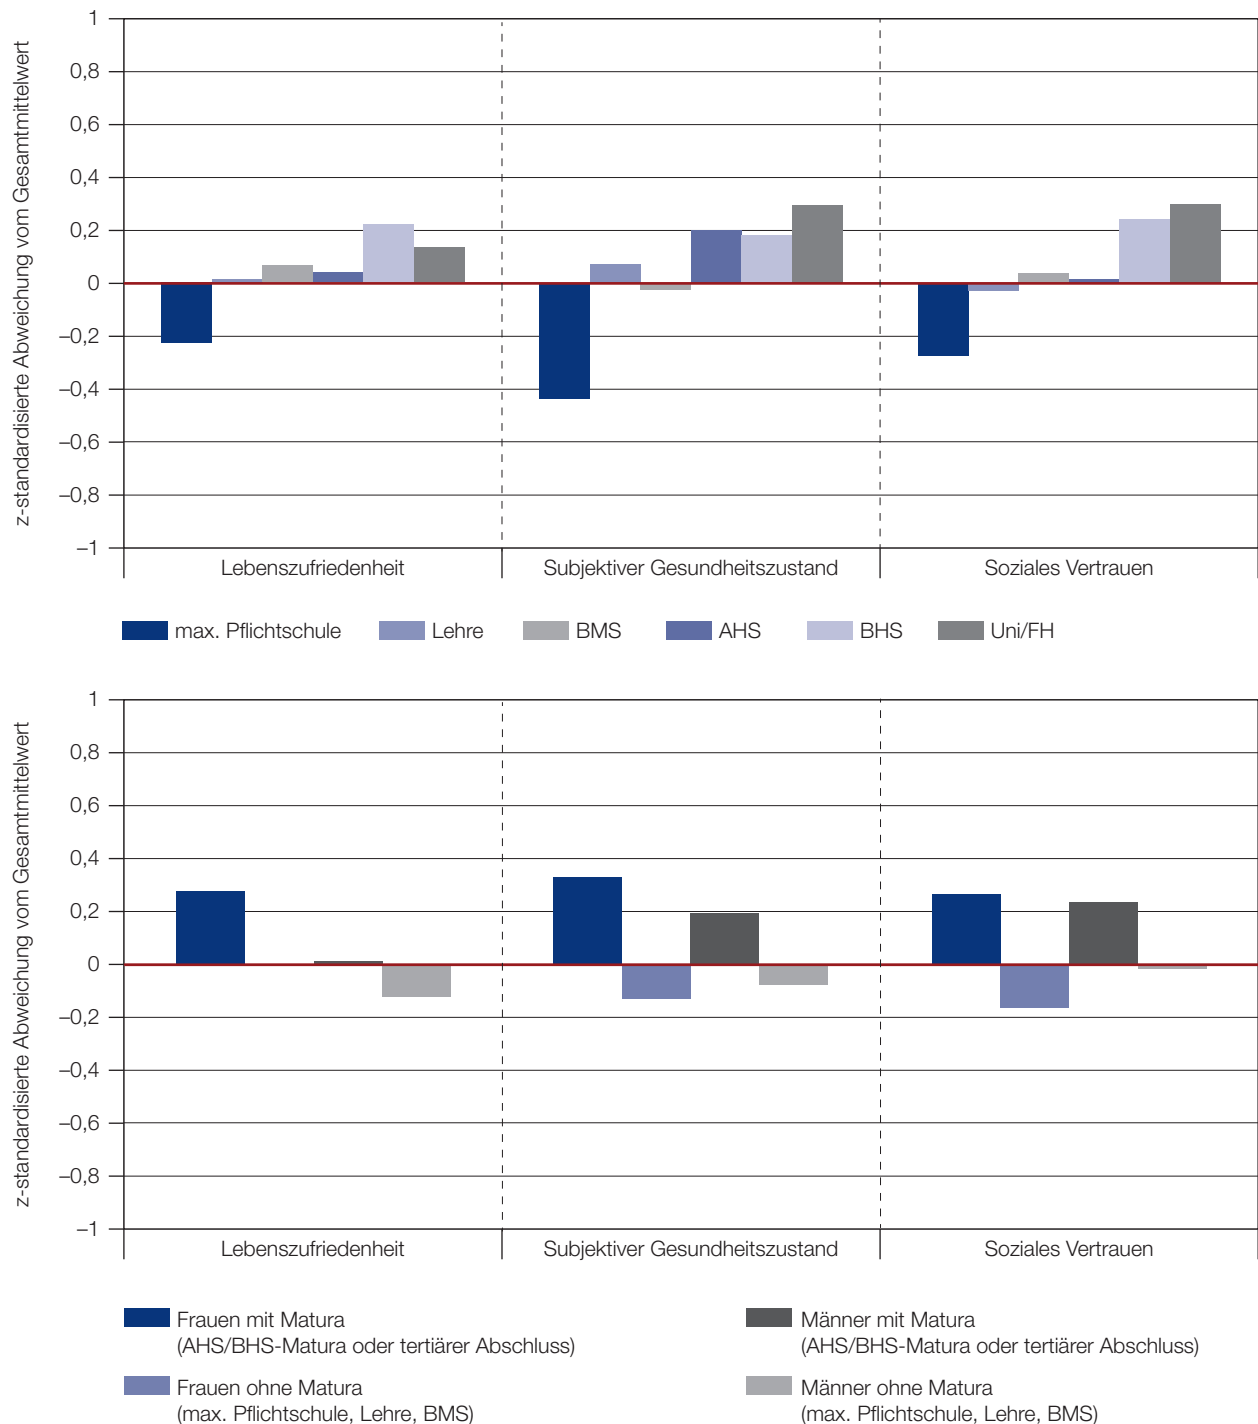 z-standardisierte Abweichung vom Gesamtmittelwert
1
0,8
0,6
0,4
0,2
0
–0,2
–0,4
–0,6
–0,8
–1
Lebenszufriedenheit
Subjektiver Gesundheitszustand
Soziales Vertrauen
max. Pflichtschule
Lehre
BMS
AHS
BHS
Uni/FH
z-standardisierte Abweichung vom Gesamtmittelwert
1
0,8
0,6
0,4
0,2
0
–0,2
–0,4
–0,6
–0,8
–1
Lebenszufriedenheit
Subjektiver Gesundheitszustand
Soziales Vertrauen
Frauen mit Matura
(AHS/BHS-Matura oder tertiärer Abschluss)
Frauen ohne Matura
(max. Pflichtschule, Lehre, BMS)
Männer mit Matura
(AHS/BHS-Matura oder tertiärer Abschluss)
Männer ohne Matura
(max. Pflichtschule, Lehre, BMS)